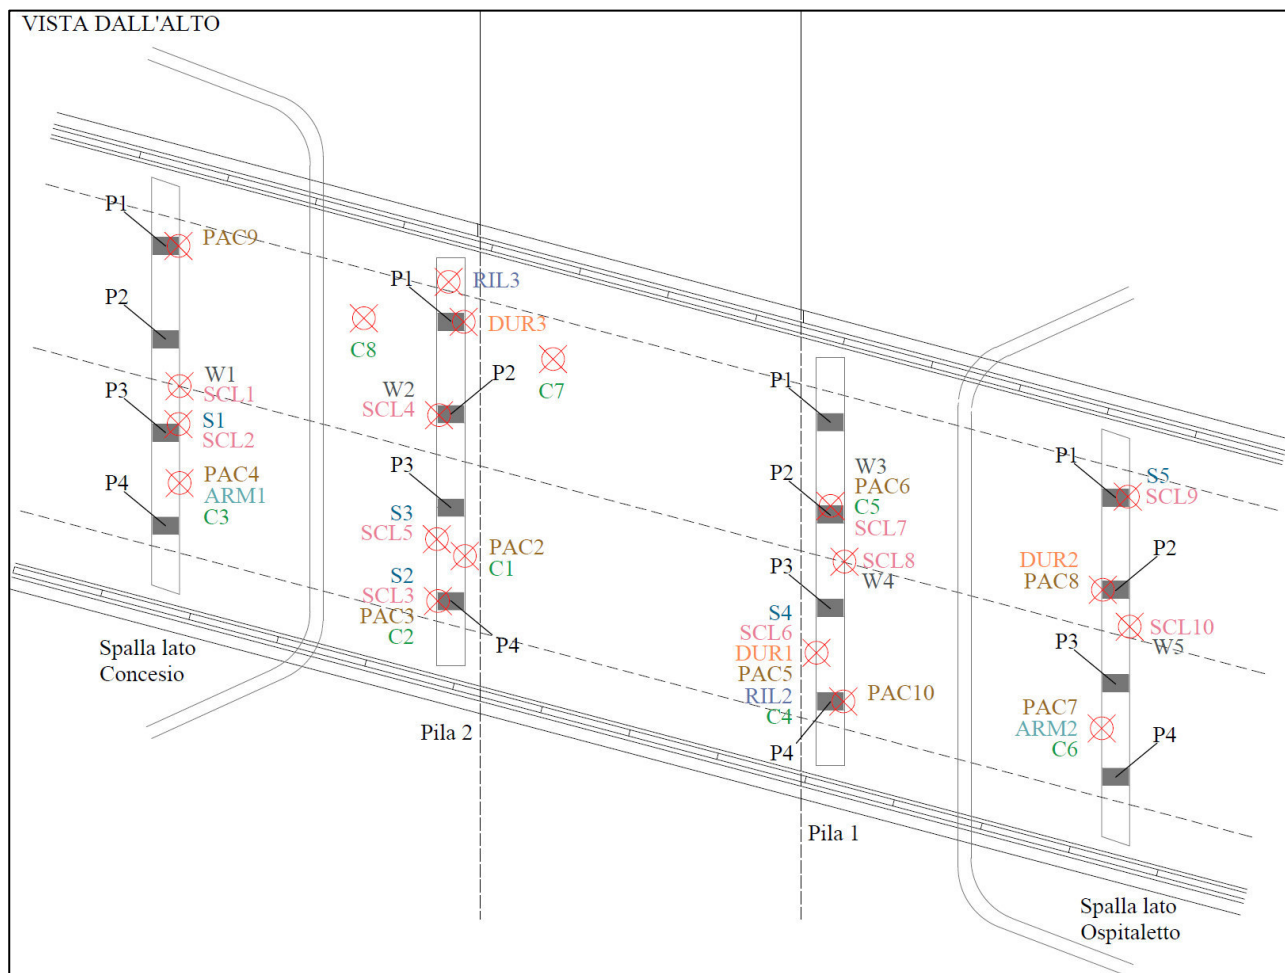 VISTA DALL'ALTO
P1
PAC9
P2
W1
SCL1
P3
S1
SCL2
PAC4
ARM1
C3
P4
Spalla lato
Concesio
P1
RIL3
DUR3
C8
C7
W2
SCL4
P2
P3
S3
SCL5
PAC2
C1
S2
SCL3
PAC3
C2
P4
Pila 2
P1
P2
W3
PAC6
C5
SCL7
SCL8
W4
P3
S4
SCL6
DUR1
PAC5
RIL2
C4
PAC10
P4
Pila 1
P1
S5
SCL9
DUR2
PAC8
P2
SCL10
W5
P3
PAC7
ARM2
C6
P4
Spalla lato
Ospitaletto